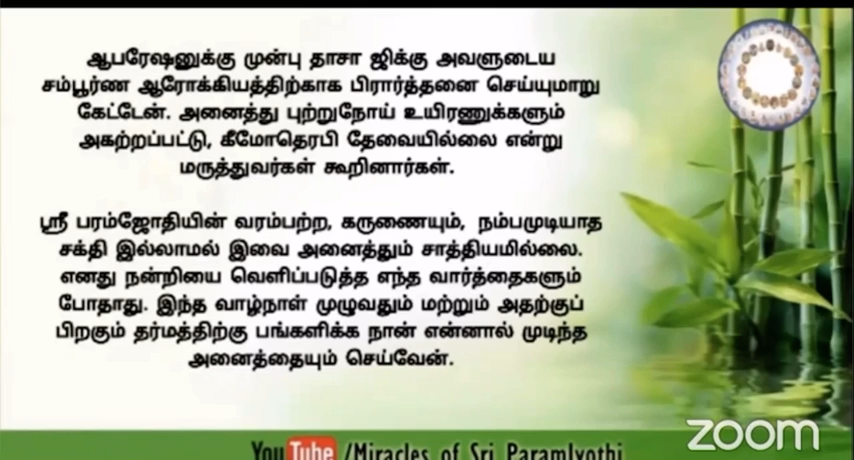 ஆபரேஷனுக்கு முன்பு தாசா ஜிக்கு அவளுடைய
சம்பூர்ண ஆரோக்கியத்திற்காக பிரார்த்தனை செய்யுமாறு
கேட்டேன். அனைத்து புற்றுநோய் உயிரணுக்களும்
அகற்றப்பட்டு, கீமோதெரபி தேவையில்லை என்று
மருத்துவர்கள் கூறினார்கள்.
ஸ்ரீ பரம்ஜோதியின் வரம்பற்ற, கருணையும், நம்பமுடியாத
சக்தி இல்லாமல் இவை அனைத்தும் சாத்தியமில்லை.
எனது நன்றியை வெளிப்படுத்த எந்த வார்த்தைகளும்
போதாது. இந்த வாழ்நாள் முழுவதும் மற்றும் அதற்குப்
பிறகும் தர்மத்திற்கு பங்களிக்க நான் என்னால் முடிந்த
அனைத்தையும் செய்வேன்.
YouTube /Miracles of Sri ParamJyothi
zoom